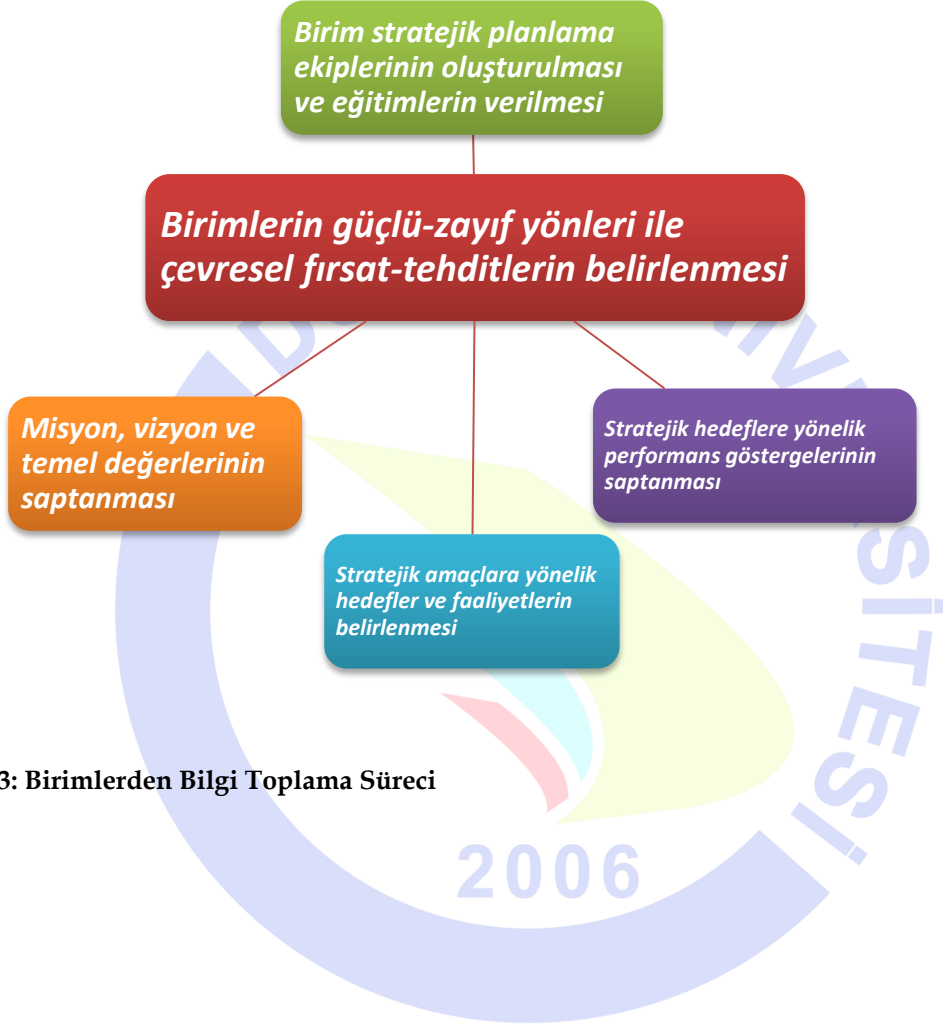 Birim stratejik planlama
ekiplerinin oluşturulması
ve eğitimlerin verilmesi
Birimlerin güçlü-zayıf yönleri ile
çevresel fırsat-tehditlerin belirlenmesi
Misyon, vizyon ve
temel değerlerinin
saptanması
Stratejik hedeflere yönelik
performans göstergelerinin
saptanması
Stratejik amaçlara yönelik
hedefler ve faaliyetlerin
belirlenmesi
3: Birimlerden Bilgi Toplama Süreci
2006